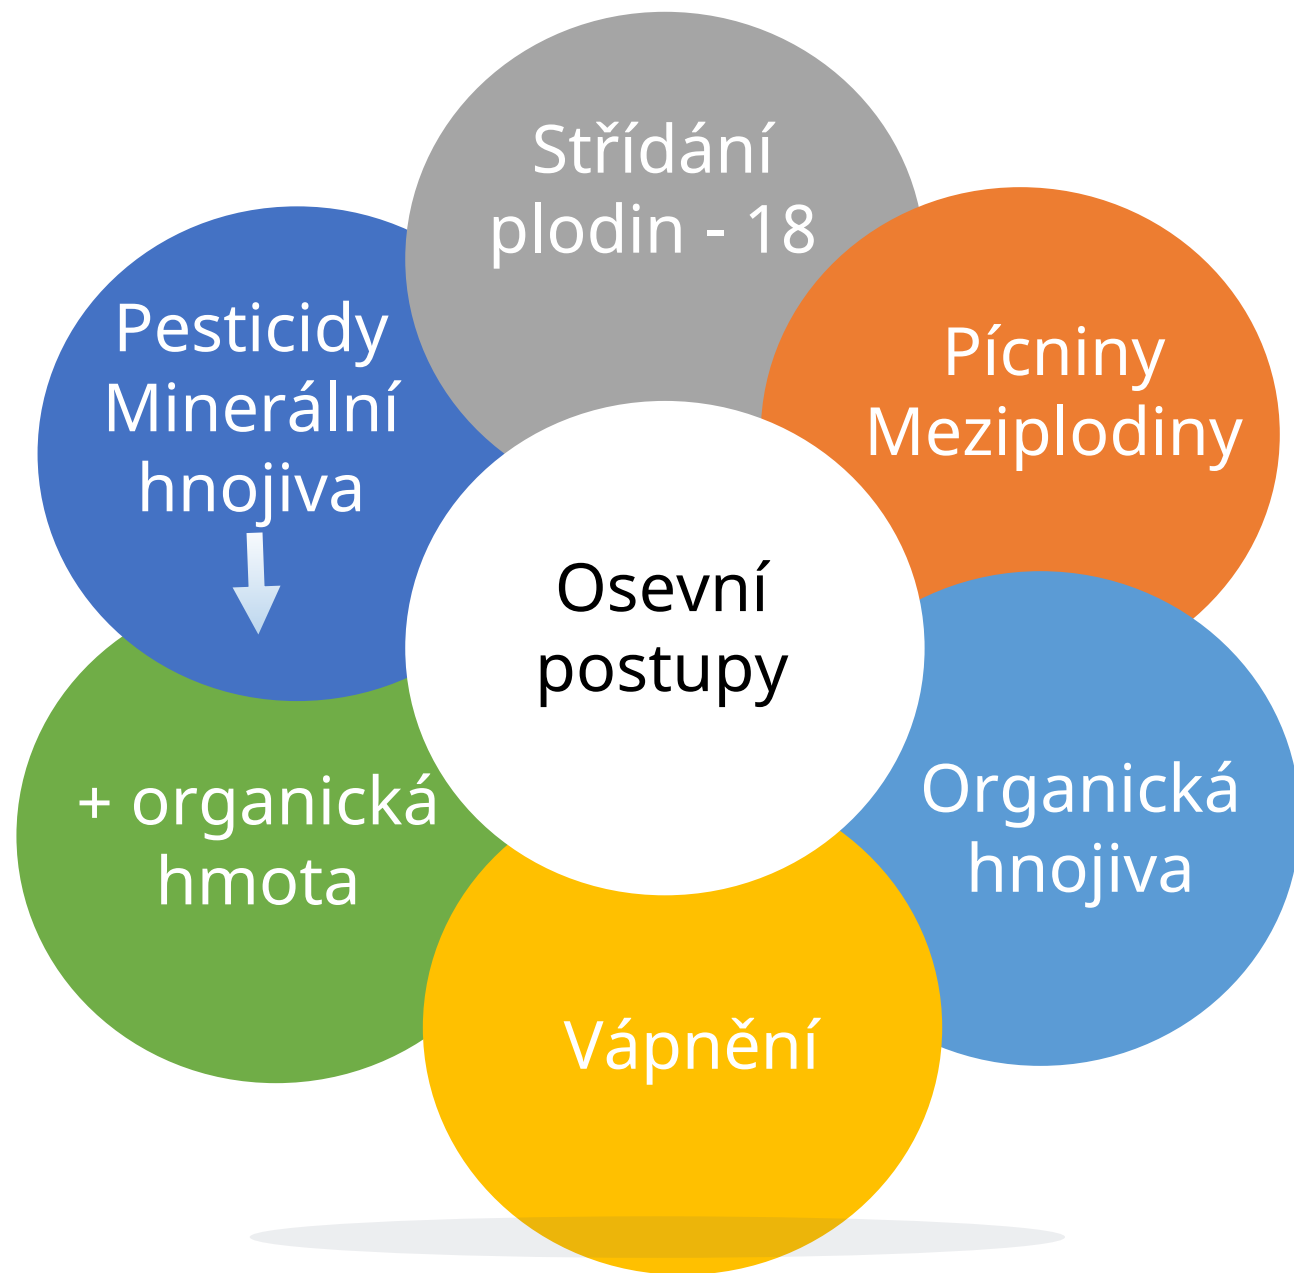 Střídání
plodin - 18
Pícniny
Meziplodiny
Organická
hnojiva
Vápnění
+ organická
hmota
Pesticidy
Minerální
hnojiva
Osevní
postupy